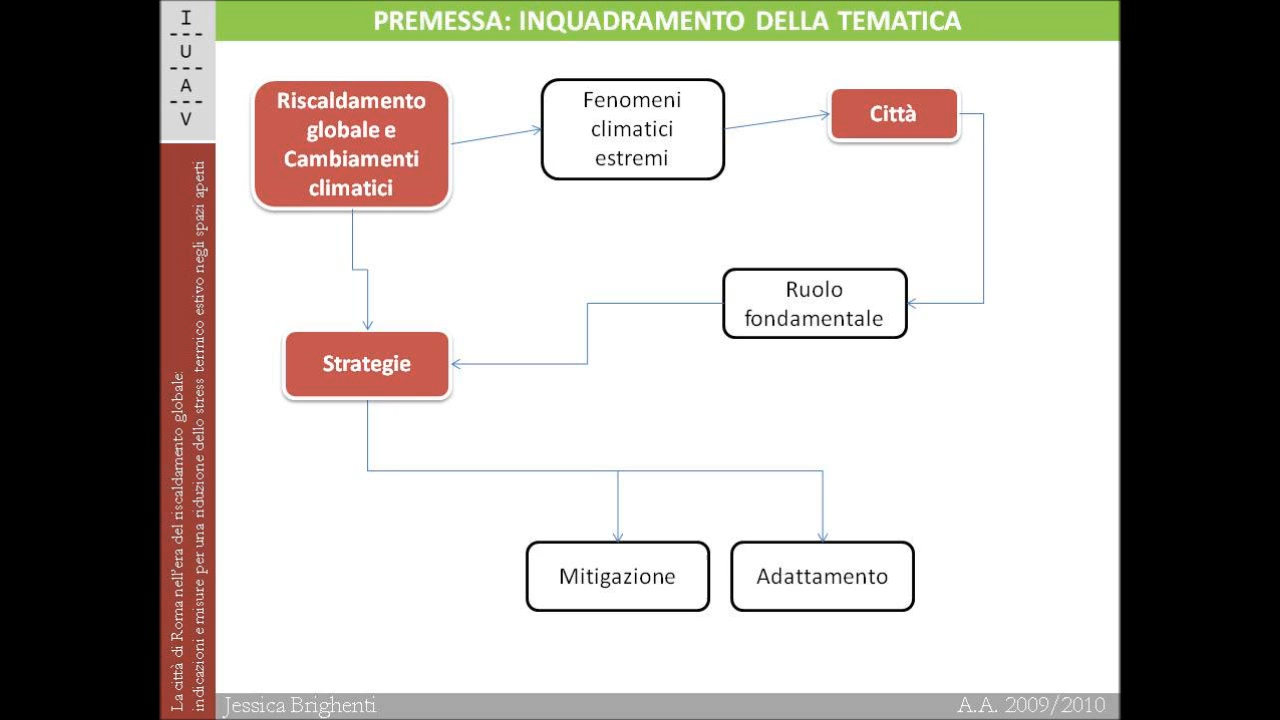 PREMESSA: INQUADRAMENTO DELLA TEMATICA
I
U
A
V
Riscaldamento
globale e
Cambiamenti
climatici
Fenomeni
climatici
estremi
Città
Ruolo
fondamentale
Strategie
Mitigazione
Adattamento
La città di Roma nell'era del riscaldamento globale:
indicazioni e misure per una riduzione dello stress termico estivo negli spazi aperti
Jessica Brighenti
A.A. 2009/2010